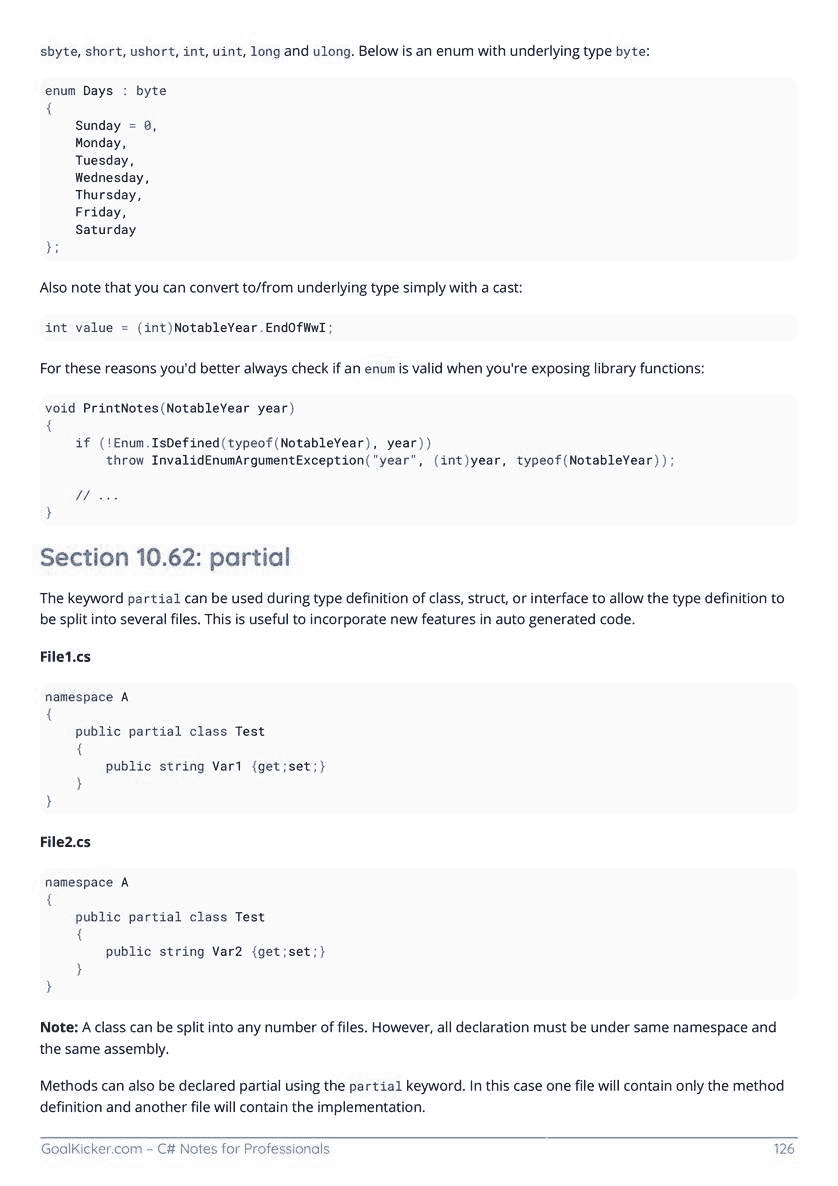 sbyte, short, ushort, int, uint, long and ulong. Below is an enum with underlying type byte:
enum Days : byte
{
    Sunday = 0,
    Monday,
    Tuesday,
    Wednesday,
    Thursday,
    Friday,
    Saturday
};
Also note that you can convert to/from underlying type simply with a cast:
int value = (int)NotableYear.EndOfWwI;
For these reasons you'd better always check if an enum is valid when you're exposing library functions:
void PrintNotes(NotableYear year)
{
    if (!Enum.IsDefined(typeof(NotableYear), year))
        throw InvalidEnumArgumentException("year", (int)year, typeof(NotableYear));
    // ...
}
Section 10.62: partial
The keyword partial can be used during type definition of class, struct, or interface to allow the type definition to
be split into several files. This is useful to incorporate new features in auto generated code.
File1.cs
namespace A
{
    public partial class Test
    {
        public string Var1 {get;set;}
    }
}
File2.cs
namespace A
{
    public partial class Test
    {
        public string Var2 {get;set;}
    }
}
Note: A class can be split into any number of files. However, all declaration must be under same namespace and
the same assembly.
Methods can also be declared partial using the partial keyword. In this case one file will contain only the method
definition and another file will contain the implementation.
GoalKicker.com – C# Notes for Professionals 126